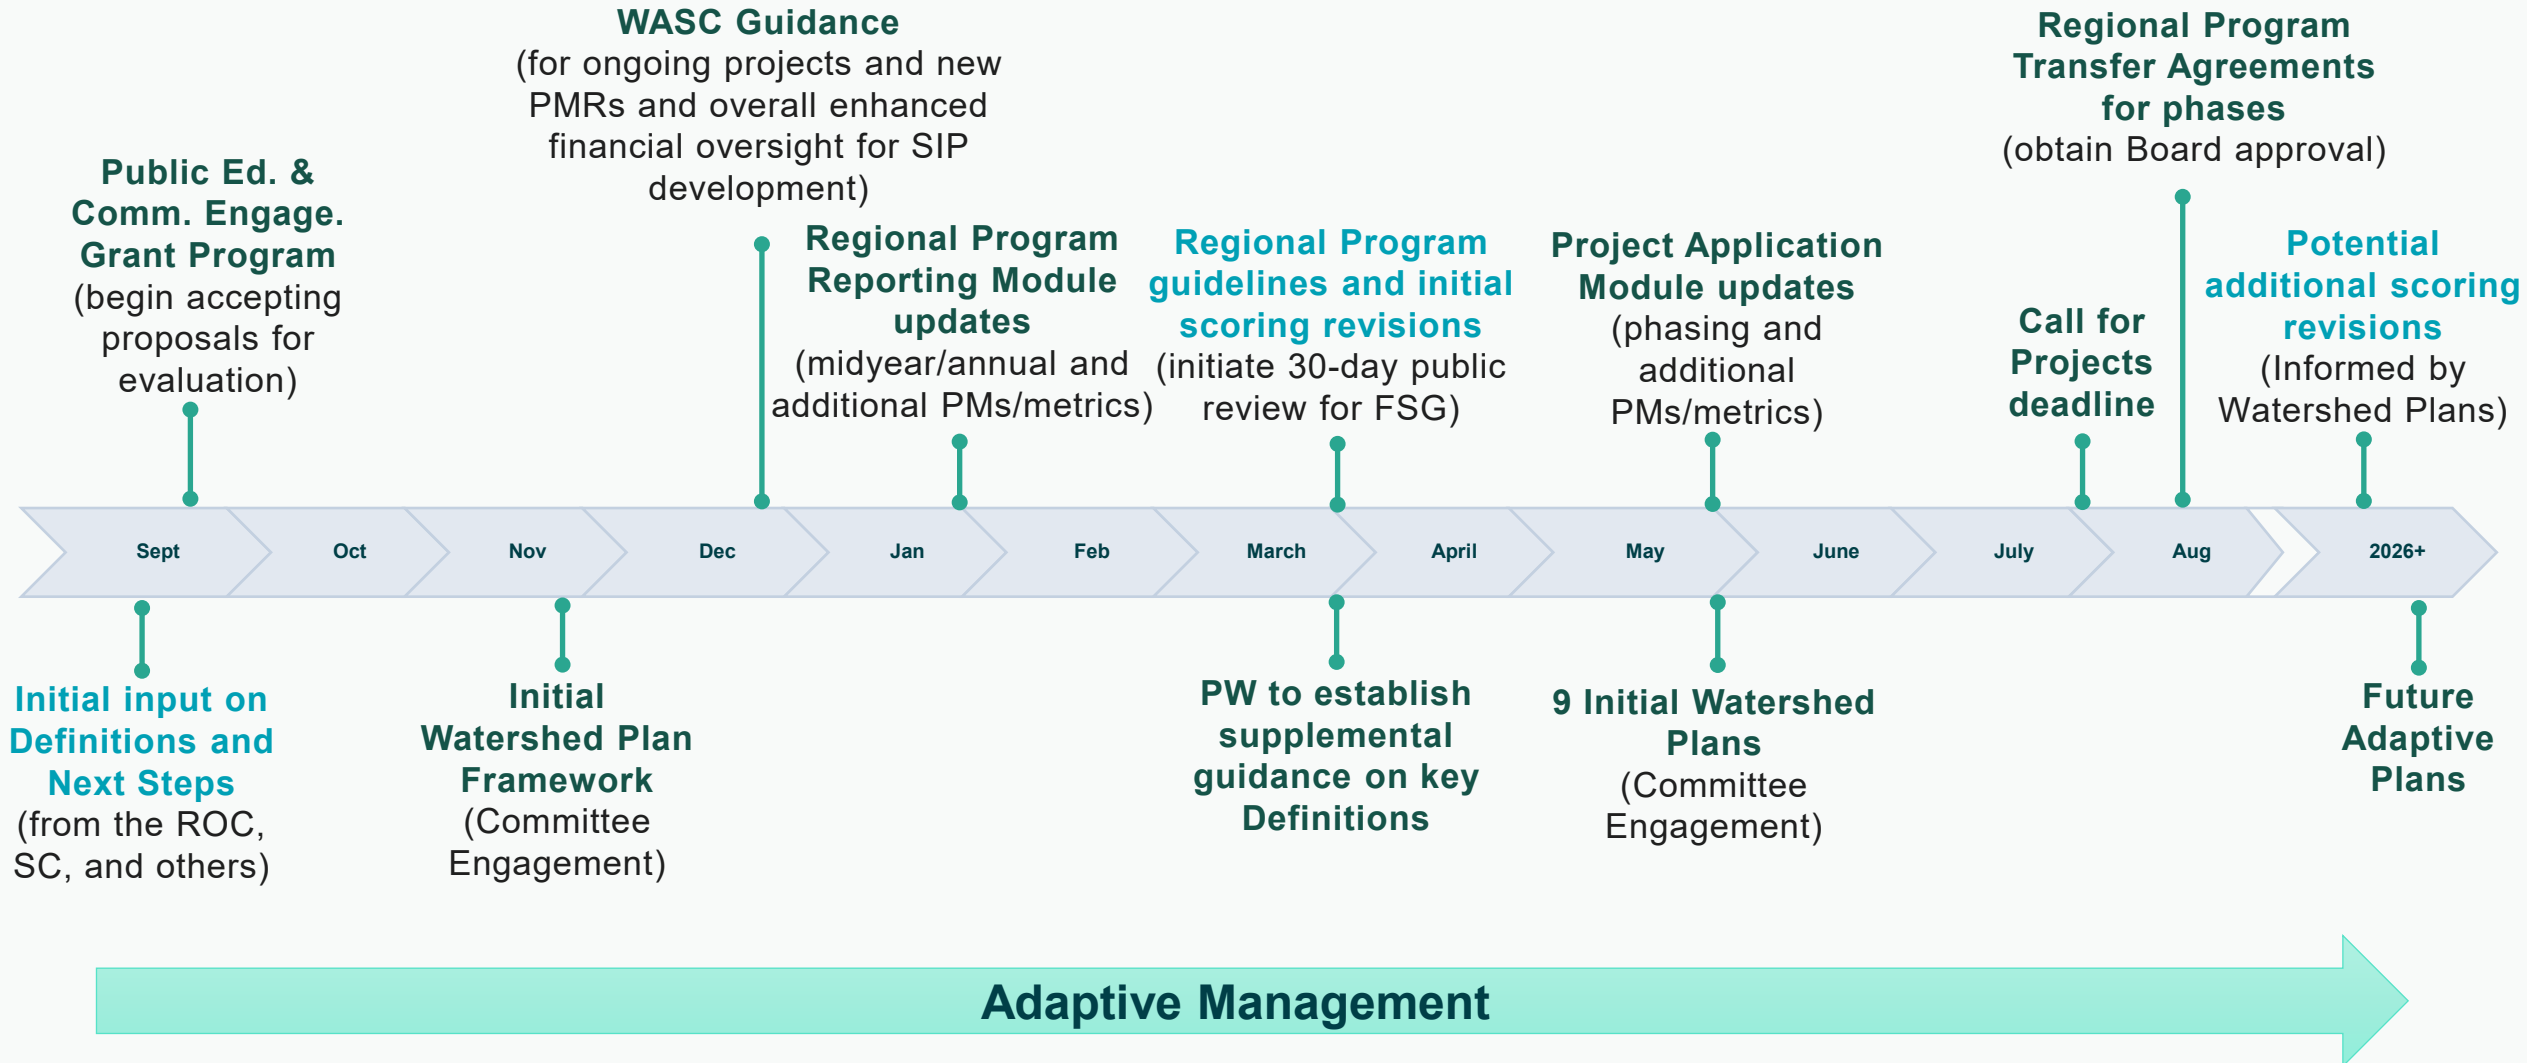 WASC Guidance
(for ongoing projects and new
PMRs and overall enhanced
financial oversight for SIP
development)
Regional Program
Transfer Agreements
for phases
(obtain Board approval)
Public Ed. &
Comm. Engage.
Grant Program
(begin accepting
proposals for
evaluation)
Regional Program
Reporting Module
updates
(midyear/annual and
additional PMs/metrics)
Regional Program
guidelines and initial
scoring revisions
(initiate 30-day public
review for FSG)
Project Application
Module updates
(phasing and
additional
PMs/metrics)
Call for
Projects
deadline
Potential
additional scoring
revisions
(Informed by
Watershed Plans)
Sept
Oct
Nov
Dec
Jan
Feb
March
April
May
June
July
Aug
2026+
Initial input on
Definitions and
Next Steps
(from the ROC,
SC, and others)
Initial
Watershed Plan
Framework
(Committee
Engagement)
PW to establish
supplemental
guidance on key
Definitions
9 Initial Watershed
Plans
(Committee
Engagement)
Future
Adaptive
Plans
Adaptive Management